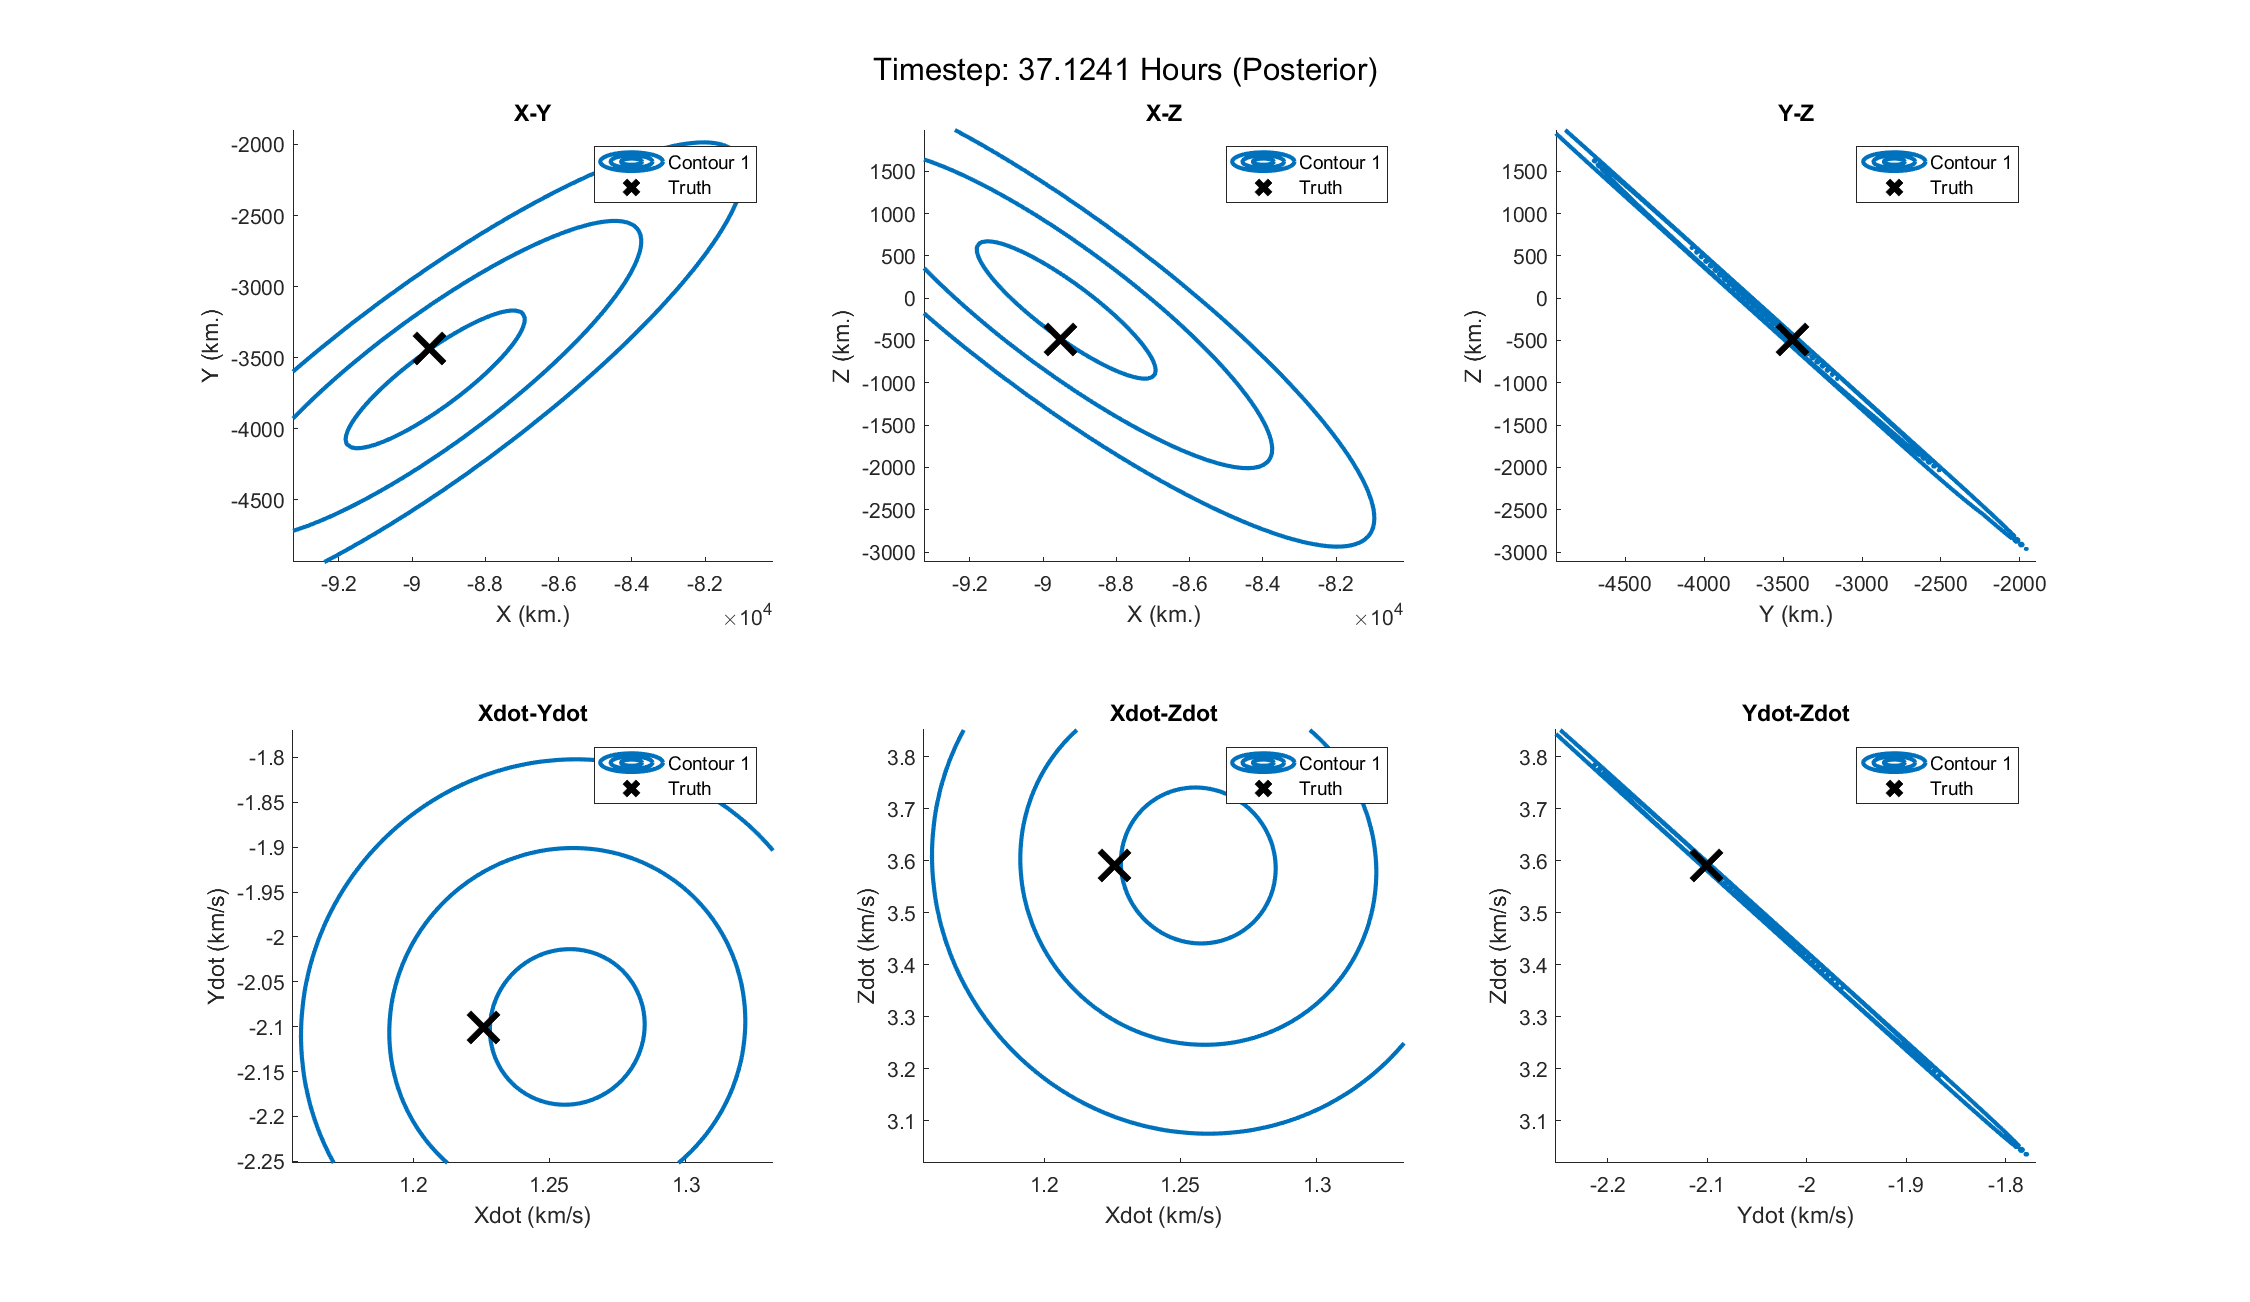 Timestep: 37.1241 Hours (Posterior)
X-Y
-2000
-2500
-3000
-3500
-4000
-4500
Y (km.)
-9.2 -9 -8.8 -8.6 -8.4 -8.2
×10^4
X (km.)
Contour 1
Truth
X-Z
1500
1000
500
0
-500
-1000
-1500
-2000
-2500
-3000
Z (km.)
-9.2 -9 -8.8 -8.6 -8.4 -8.2
×10^4
X (km.)
Contour 1
Truth
Y-Z
1500
1000
500
0
-500
-1000
-1500
-2000
-2500
-3000
Z (km.)
-4500 -4000 -3500 -3000 -2500 -2000
Y (km.)
Contour 1
Truth
Xdot-Ydot
-1.8
-1.85
-1.9
-1.95
-2
-2.05
-2.1
-2.15
-2.2
-2.25
Ydot (km/s)
1.2 1.25 1.3
Xdot (km/s)
Contour 1
Truth
Xdot-Zdot
3.8
3.7
3.6
3.5
3.4
3.3
3.2
3.1
Zdot (km/s)
1.2 1.25 1.3
Xdot (km/s)
Contour 1
Truth
Ydot-Zdot
3.8
3.7
3.6
3.5
3.4
3.3
3.2
3.1
Zdot (km/s)
-2.2 -2.1 -2 -1.9 -1.8
Ydot (km/s)
Contour 1
Truth